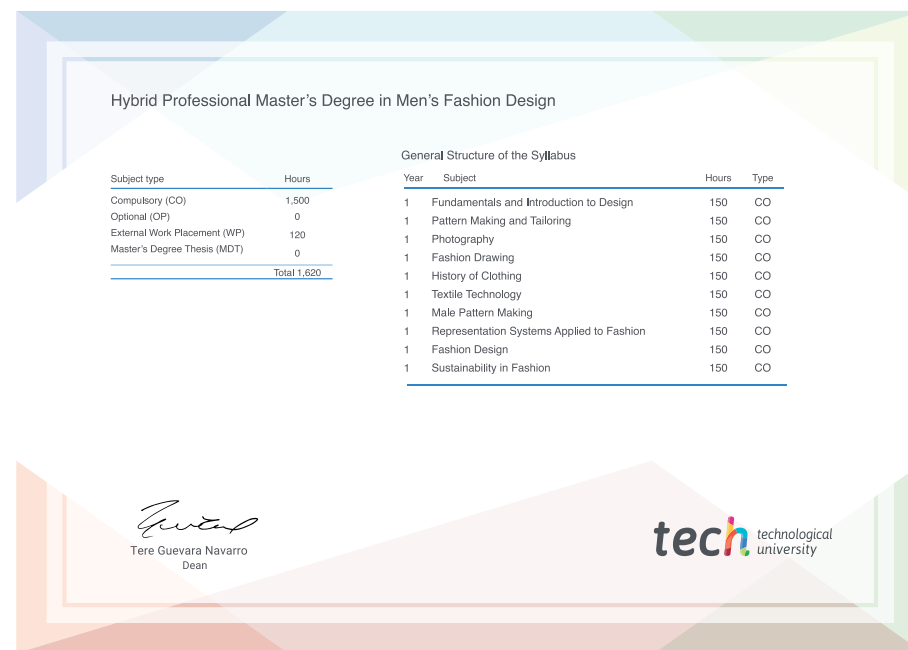 Hybrid Professional Master's Degree in Men's Fashion Design
Subject type Hours
Compulsory (CO) 1,500
Optional (OP) 0
External Work Placement (WP) 120
Master's Degree Thesis (MDT) 0
Total 1,620
General Structure of the Syllabus
Year Subject Hours Type
1 Fundamentals and Introduction to Design 150 CO
1 Pattern Making and Tailoring 150 CO
1 Photography 150 CO
1 Fashion Drawing 150 CO
1 History of Clothing 150 CO
1 Textile Technology 150 CO
1 Male Pattern Making 150 CO
1 Representation Systems Applied to Fashion 150 CO
1 Fashion Design 150 CO
1 Sustainability in Fashion 150 CO
Tere Guevara Navarro
Dean
tech technological
university